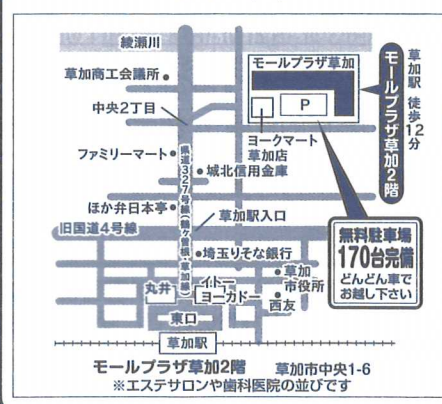 綾瀬川
草加商工会議所
中央2丁目
ファミリーマート
県道327号線(鶴ヶ曽根、草加線)
城北信用金庫
ほか弁日本亭
草加駅入口
旧国道4号線
埼玉りそな銀行
丸井
イトー
ヨーカドー
草加
市役所
西友
東口
草加駅
モールプラザ草加
P
ヨークマート
草加店
モールプラザ草加2階
草加駅 徒歩12分
無料駐車場
170台完備
どんどん車で
お越し下さい
モールプラザ草加2階 草加市中央1-6
※エステサロンや歯科医院の並びです